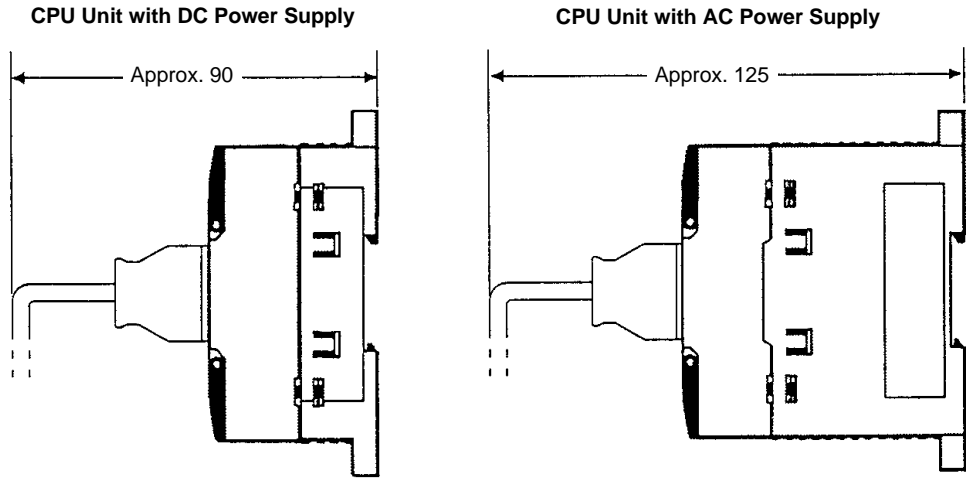 CPU Unit with DC Power Supply
CPU Unit with AC Power Supply
Approx. 90
Approx. 125